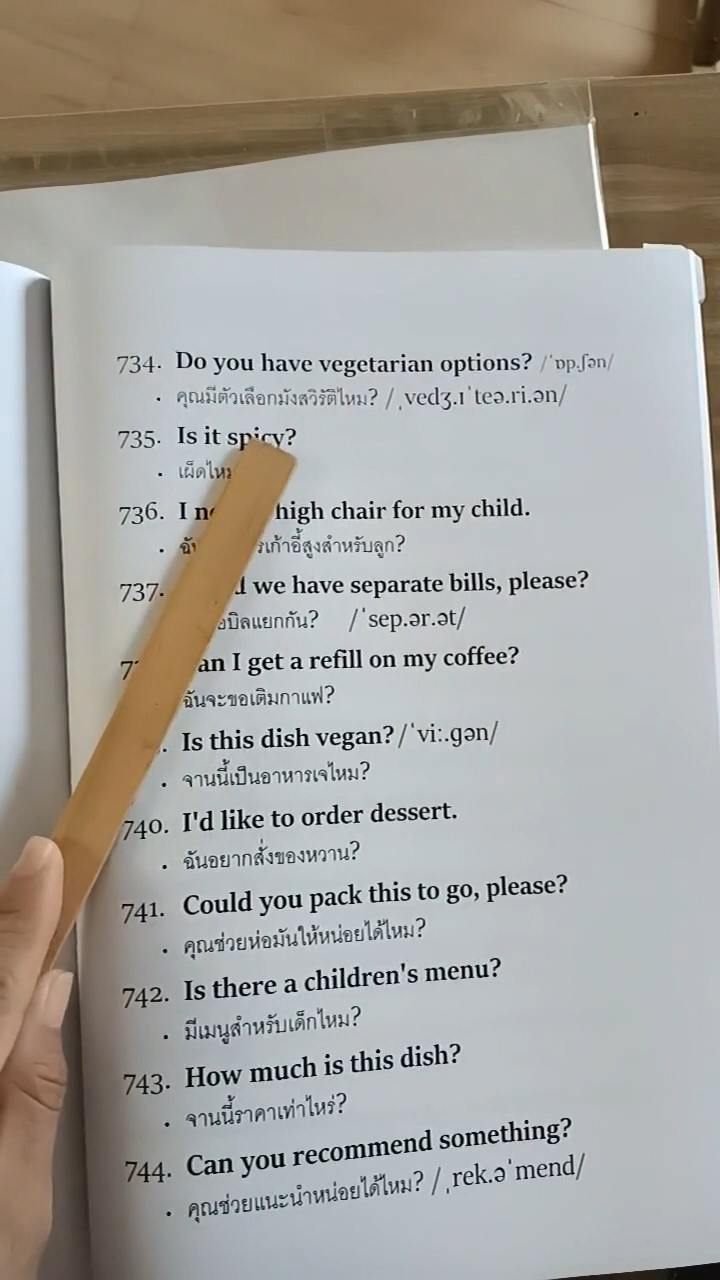 734. Do you have vegetarian options? /ˈɒp.ʃən/
• คุณมีตัวเลือกมังสวิรัติไหม? /ˌvedʒ.ɪˈteə.ri.ən/
735. Is it spicy?
• เผ็ดไหม
736. I high chair for my child.
• เก้าอี้สูงสำหรับลูก?
737. we have separate bills, please?
บิลแยกกัน? /ˈsep.ər.ət/
I get a refill on my coffee?
ฉันจะขอเติมกาแฟ?
. Is this dish vegan? /ˈviː.gən/
• จานนี้เป็นอาหารเจไหม?
740. I'd like to order dessert.
• ฉันอยากสั่งของหวาน?
741. Could you pack this to go, please?
• คุณช่วยห่อมันให้หน่อยได้ไหม?
742. Is there a children's menu?
• มีเมนูสำหรับเด็กไหม?
743. How much is this dish?
• จานนี้ราคาเท่าไหร่?
744. Can you recommend something?
• คุณช่วยแนะนำหน่อยได้ไหม? /ˌrek.əˈmend/